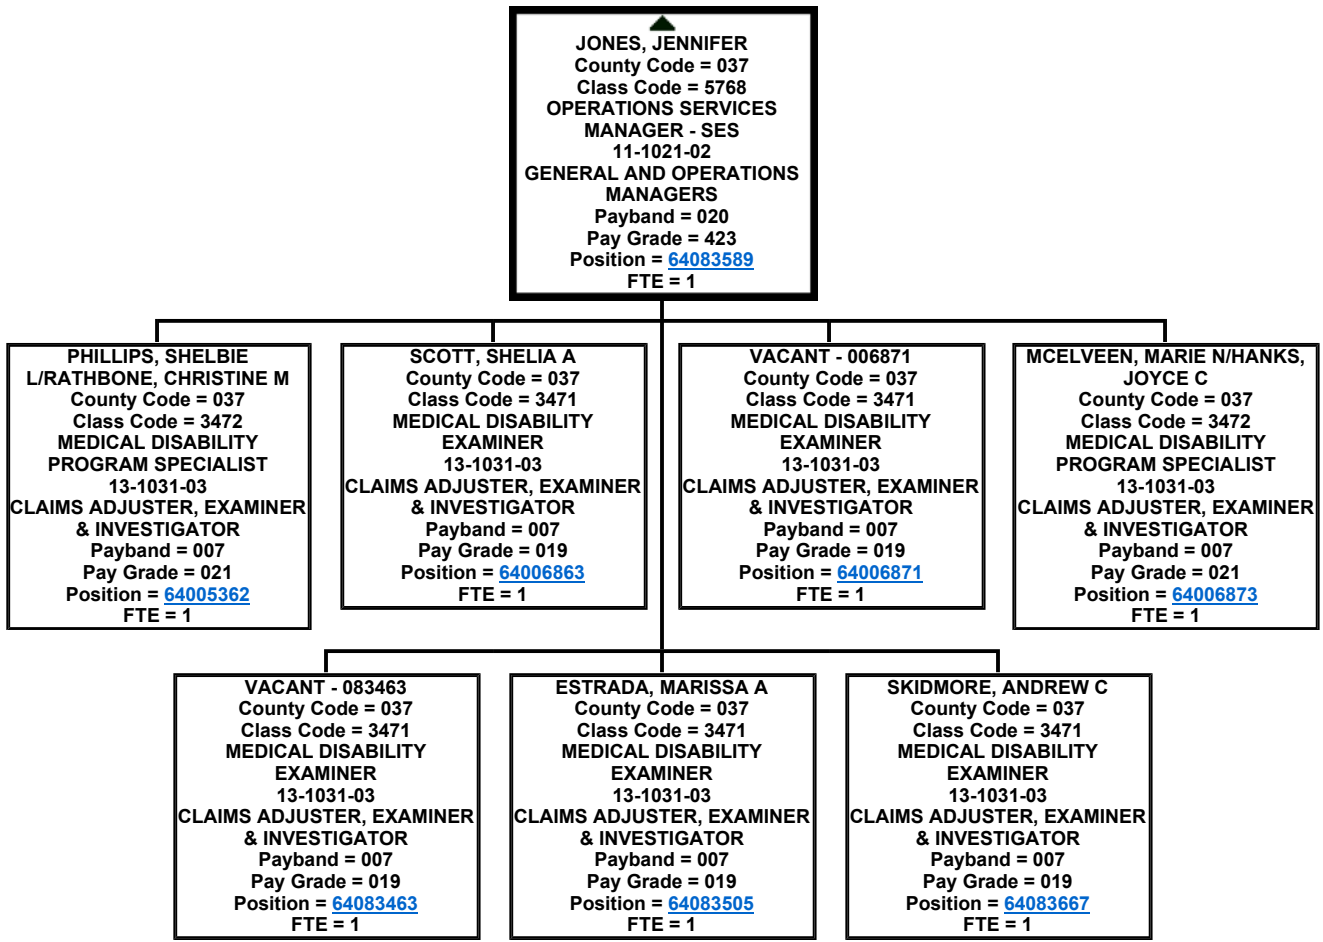 JONES, JENNIFER
County Code = 037
Class Code = 5768
OPERATIONS SERVICES
MANAGER - SES
11-1021-02
GENERAL AND OPERATIONS
MANAGERS
Payband = 020
Pay Grade = 423
Position = 64083589
FTE = 1
PHILLIPS, SHELBIE
L/RATHBONE, CHRISTINE M
County Code = 037
Class Code = 3472
MEDICAL DISABILITY
PROGRAM SPECIALIST
13-1031-03
CLAIMS ADJUSTER, EXAMINER
& INVESTIGATOR
Payband = 007
Pay Grade = 021
Position = 64005362
FTE = 1
SCOTT, SHELIA A
County Code = 037
Class Code = 3471
MEDICAL DISABILITY
EXAMINER
13-1031-03
CLAIMS ADJUSTER, EXAMINER
& INVESTIGATOR
Payband = 007
Pay Grade = 019
Position = 64006863
FTE = 1
VACANT - 006871
County Code = 037
Class Code = 3471
MEDICAL DISABILITY
EXAMINER
13-1031-03
CLAIMS ADJUSTER, EXAMINER
& INVESTIGATOR
Payband = 007
Pay Grade = 019
Position = 64006871
FTE = 1
MCELVEEN, MARIE N/HANKS,
JOYCE C
County Code = 037
Class Code = 3472
MEDICAL DISABILITY
PROGRAM SPECIALIST
13-1031-03
CLAIMS ADJUSTER, EXAMINER
& INVESTIGATOR
Payband = 007
Pay Grade = 021
Position = 64006873
FTE = 1
VACANT - 083463
County Code = 037
Class Code = 3471
MEDICAL DISABILITY
EXAMINER
13-1031-03
CLAIMS ADJUSTER, EXAMINER
& INVESTIGATOR
Payband = 007
Pay Grade = 019
Position = 64083463
FTE = 1
ESTRADA, MARISSA A
County Code = 037
Class Code = 3471
MEDICAL DISABILITY
EXAMINER
13-1031-03
CLAIMS ADJUSTER, EXAMINER
& INVESTIGATOR
Payband = 007
Pay Grade = 019
Position = 64083505
FTE = 1
SKIDMORE, ANDREW C
County Code = 037
Class Code = 3471
MEDICAL DISABILITY
EXAMINER
13-1031-03
CLAIMS ADJUSTER, EXAMINER
& INVESTIGATOR
Payband = 007
Pay Grade = 019
Position = 64083667
FTE = 1